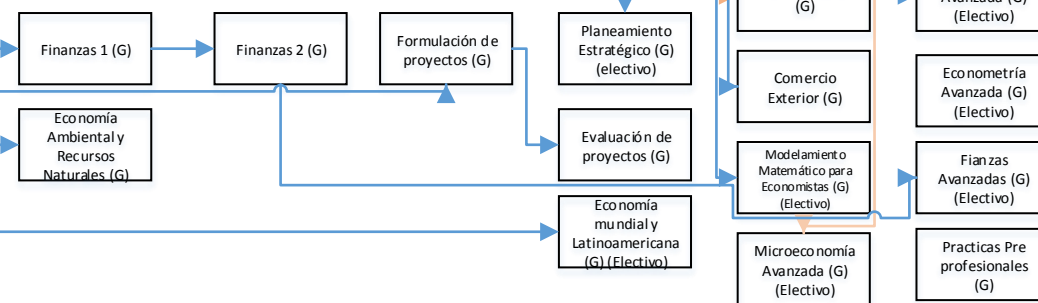 Finanzas 1 (G)
Finanzas 2 (G)
Formulación de
proyectos (G)
Planeamiento
Estratégico (G)
(electivo)
(G)
Avanzada (G)
(Electivo)
Comercio
Exterior (G)
Econometría
Avanzada (G)
(Electivo)
Economía
Ambiental y
Recursos
Naturales (G)
Evaluación de
proyectos (G)
Modelamiento
Matemático para
Economistas (G)
(Electivo)
Fianzas
Avanzadas (G)
(Electivo)
Economía
mundial y
Latinoamericana
(G) (Electivo)
Microeconomía
Avanzada (G)
(Electivo)
Practicas Pre
profesionales
(G)